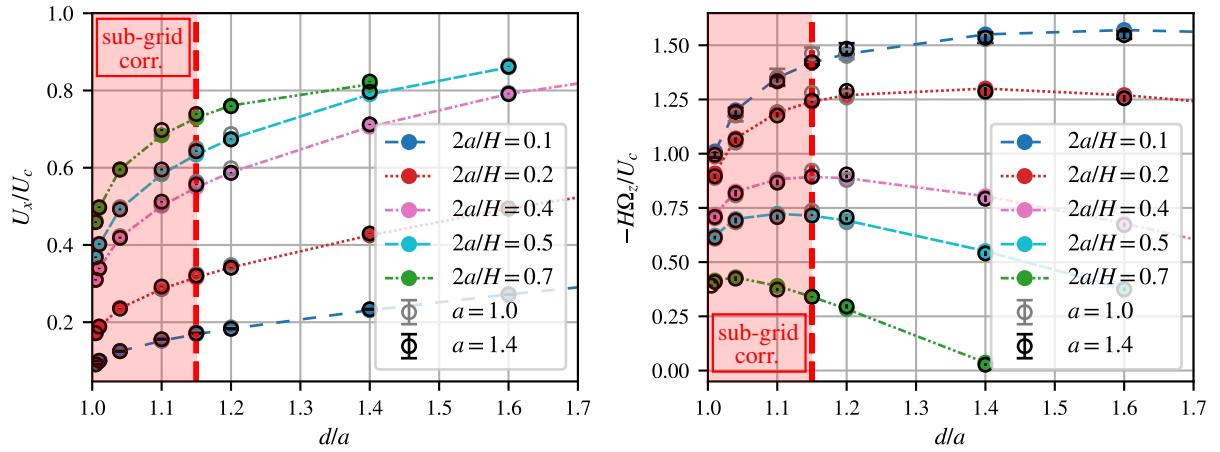 1.0
0.8
0.6
0.4
0.2
U_x/U_c
sub-grid
corr.
2a/H = 0.1
2a/H = 0.2
2a/H = 0.4
2a/H = 0.5
2a/H = 0.7
a = 1.0
a = 1.4
1.0 1.1 1.2 1.3 1.4 1.5 1.6 1.7
d/a
1.50
1.25
1.00
0.75
0.50
0.25
0.00
−HΩ_z/U_c
2a/H = 0.1
2a/H = 0.2
2a/H = 0.4
2a/H = 0.5
2a/H = 0.7
a = 1.0
a = 1.4
sub-grid
corr.
1.0 1.1 1.2 1.3 1.4 1.5 1.6 1.7
d/a